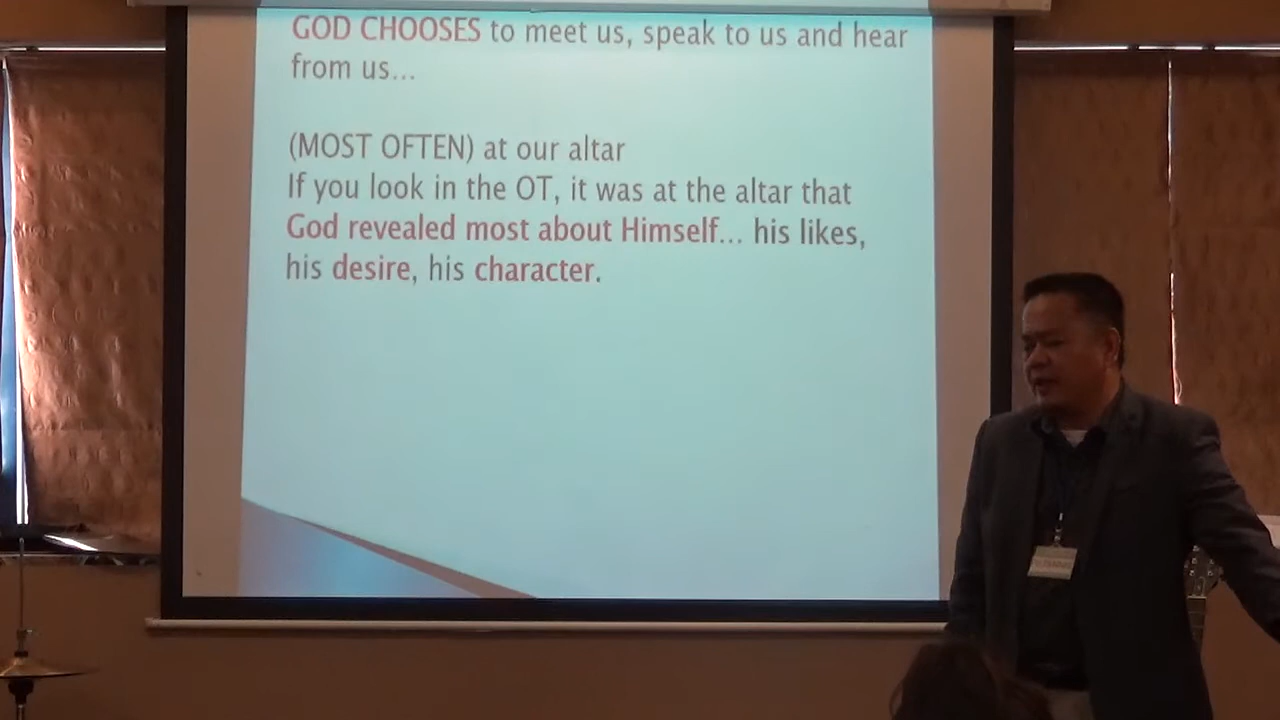 GOD CHOOSES to meet us, speak to us and hear
from us...
(MOST OFTEN) at our altar
If you look in the OT, it was at the altar that
God revealed most about Himself... his likes,
his desire, his character.